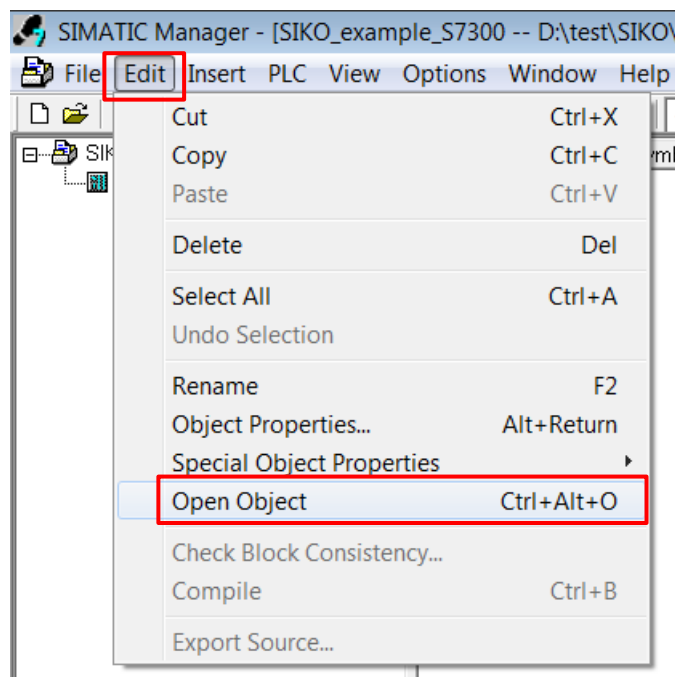 SIMATIC Manager - [SIKO_example_S7300 -- D:\test\SIKO\
File Edit Insert PLC View Options Window Help
Cut Ctrl+X
SIK
Copy Ctrl+C
Paste Ctrl+V
Delete Del
Select All Ctrl+A
Undo Selection
Rename F2
Object Properties... Alt+Return
Special Object Properties
Open Object Ctrl+Alt+O
Check Block Consistency...
Compile Ctrl+B
Export Source...